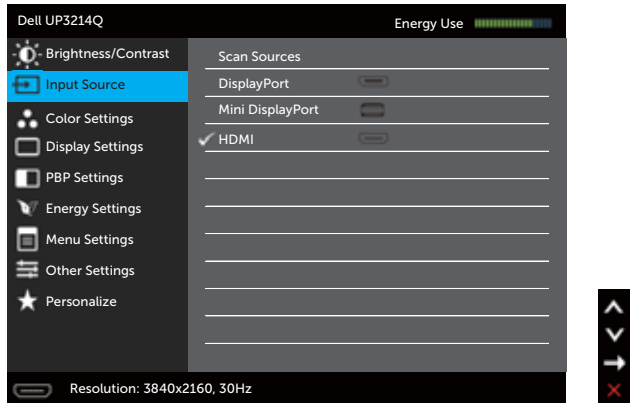 Dell UP3214Q
Energy Use
Brightness/Contrast
Input Source
Color Settings
Display Settings
PBP Settings
Energy Settings
Menu Settings
Other Settings
Personalize
Scan Sources
DisplayPort
Mini DisplayPort
HDMI
Resolution: 3840x2160, 30Hz